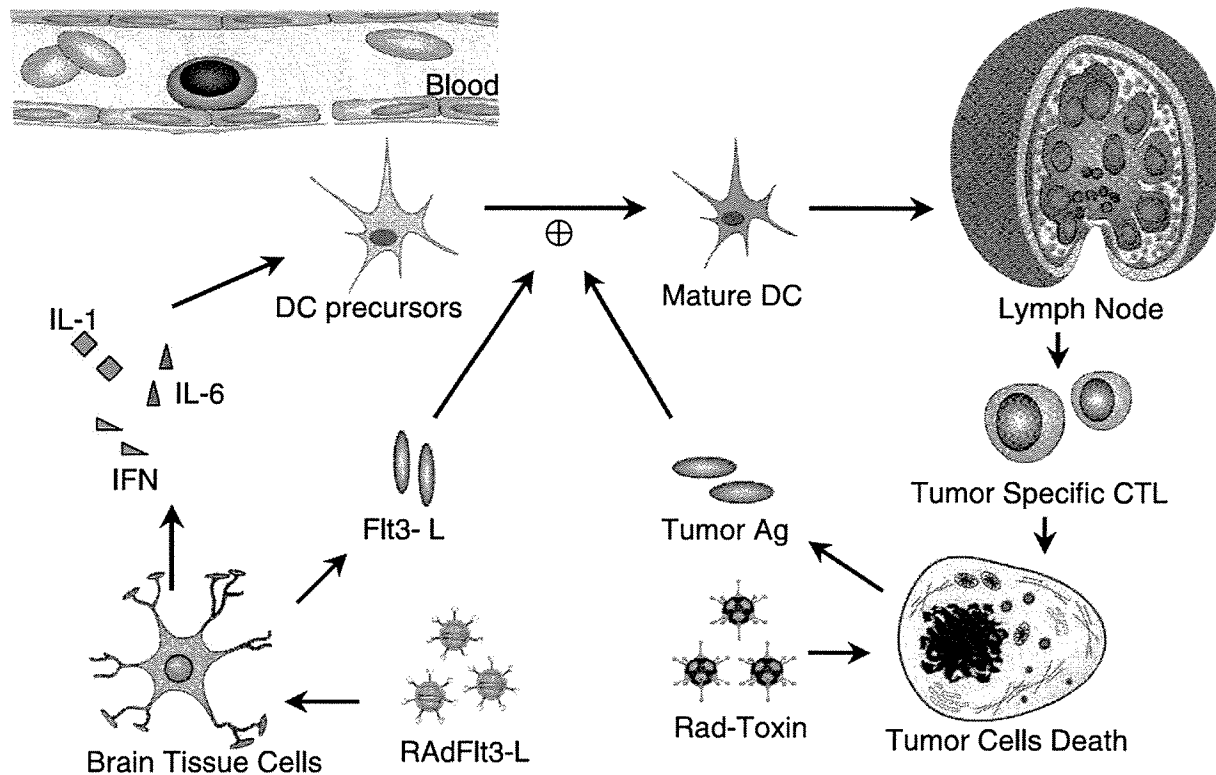 Blood
DC precursors
Mature DC
Lymph Node
IL-1
IL-6
IFN
Flt3- L
Tumor Ag
Tumor Specific CTL
Brain Tissue Cells
RAdFlt3-L
Rad-Toxin
Tumor Cells Death